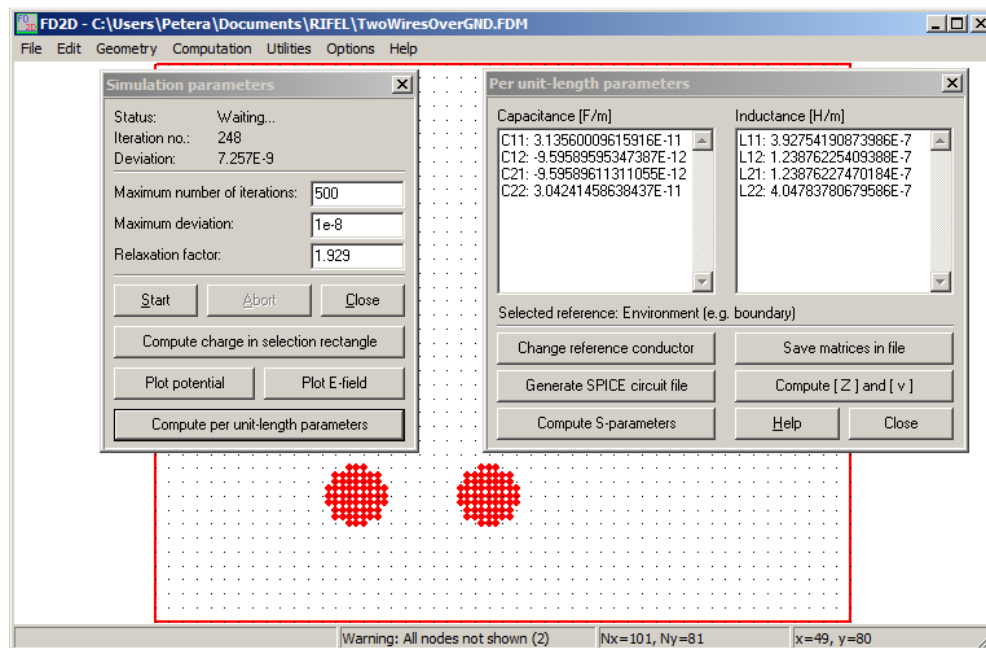 FD2D - C:\Users\Petera\Documents\RIFEL\TwoWiresOverGND.FDM
File Edit Geometry Computation Utilities Options Help
Simulation parameters
Status: Waiting...
Iteration no.: 248
Deviation: 7.257E-9
Maximum number of iterations: 500
Maximum deviation: 1e-8
Relaxation factor: 1.929
Start Abort Close
Compute charge in selection rectangle
Plot potential Plot E-field
Compute per unit-length parameters
Per unit-length parameters
Capacitance [F/m] Inductance [H/m]
C11: 3.13560009615916E-11 L11: 3.92754190873986E-7
C12: -9.59589595347387E-12 L12: 1.23876225409388E-7
C21: -9.59589611311055E-12 L21: 1.23876227470184E-7
C22: 3.04241458638437E-11 L22: 4.04783780679586E-7
Selected reference: Environment (e.g. boundary)
Change reference conductor Save matrices in file
Generate SPICE circuit file Compute [ Z ] and [ v ]
Compute S-parameters Help Close
Warning: All nodes not shown (2) Nx=101, Ny=81 x=49, y=80